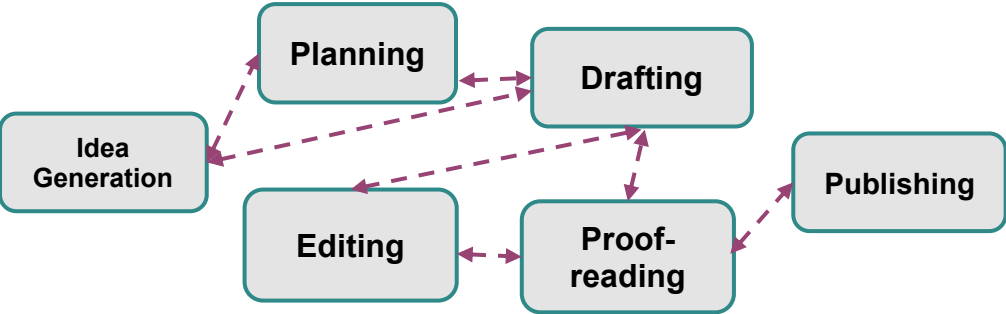 Planning
Drafting
Idea
Generation
Publishing
Editing
Proof-
reading